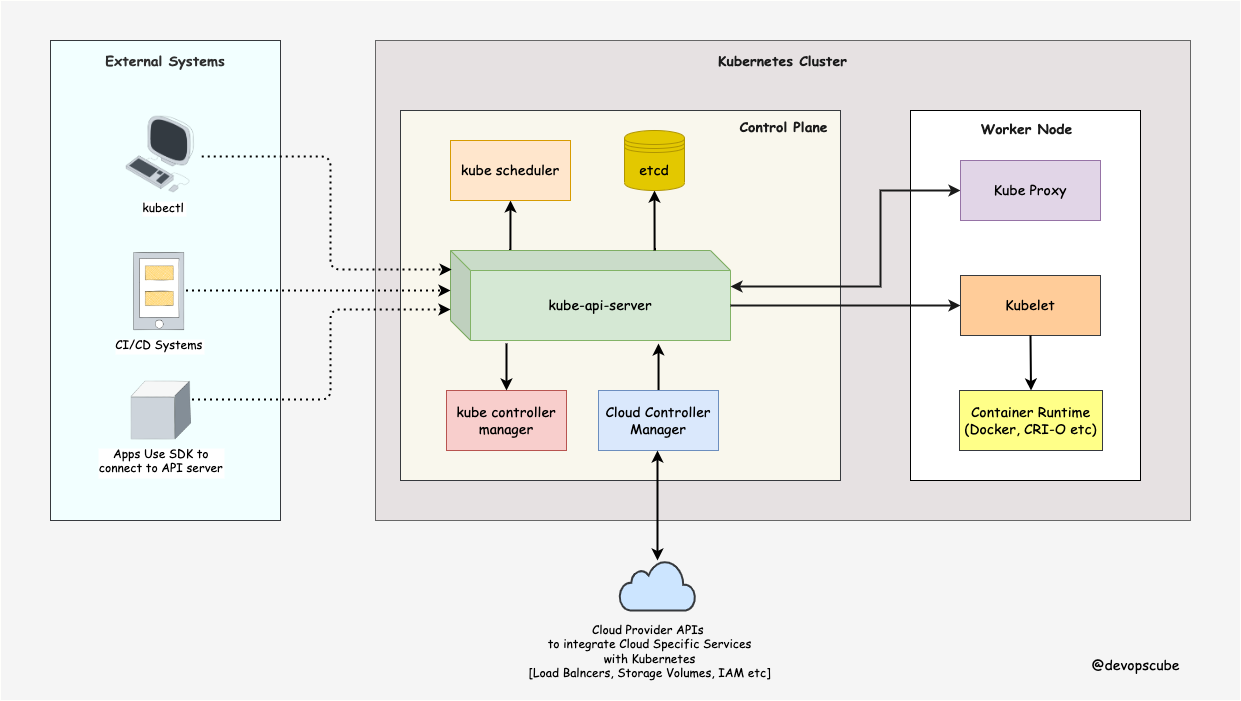 External Systems
kubectl
CI/CD Systems
Apps Use SDK to
connect to API server
Kubernetes Cluster
Control Plane
kube scheduler
etcd
kube-api-server
kube controller
manager
Cloud Controller
Manager
Worker Node
Kube Proxy
Kubelet
Container Runtime
(Docker, CRI-O etc)
Cloud Provider APIs
to integrate Cloud Specific Services
with Kubernetes
[Load Balncers, Storage Volumes, IAM etc]
@devopscube